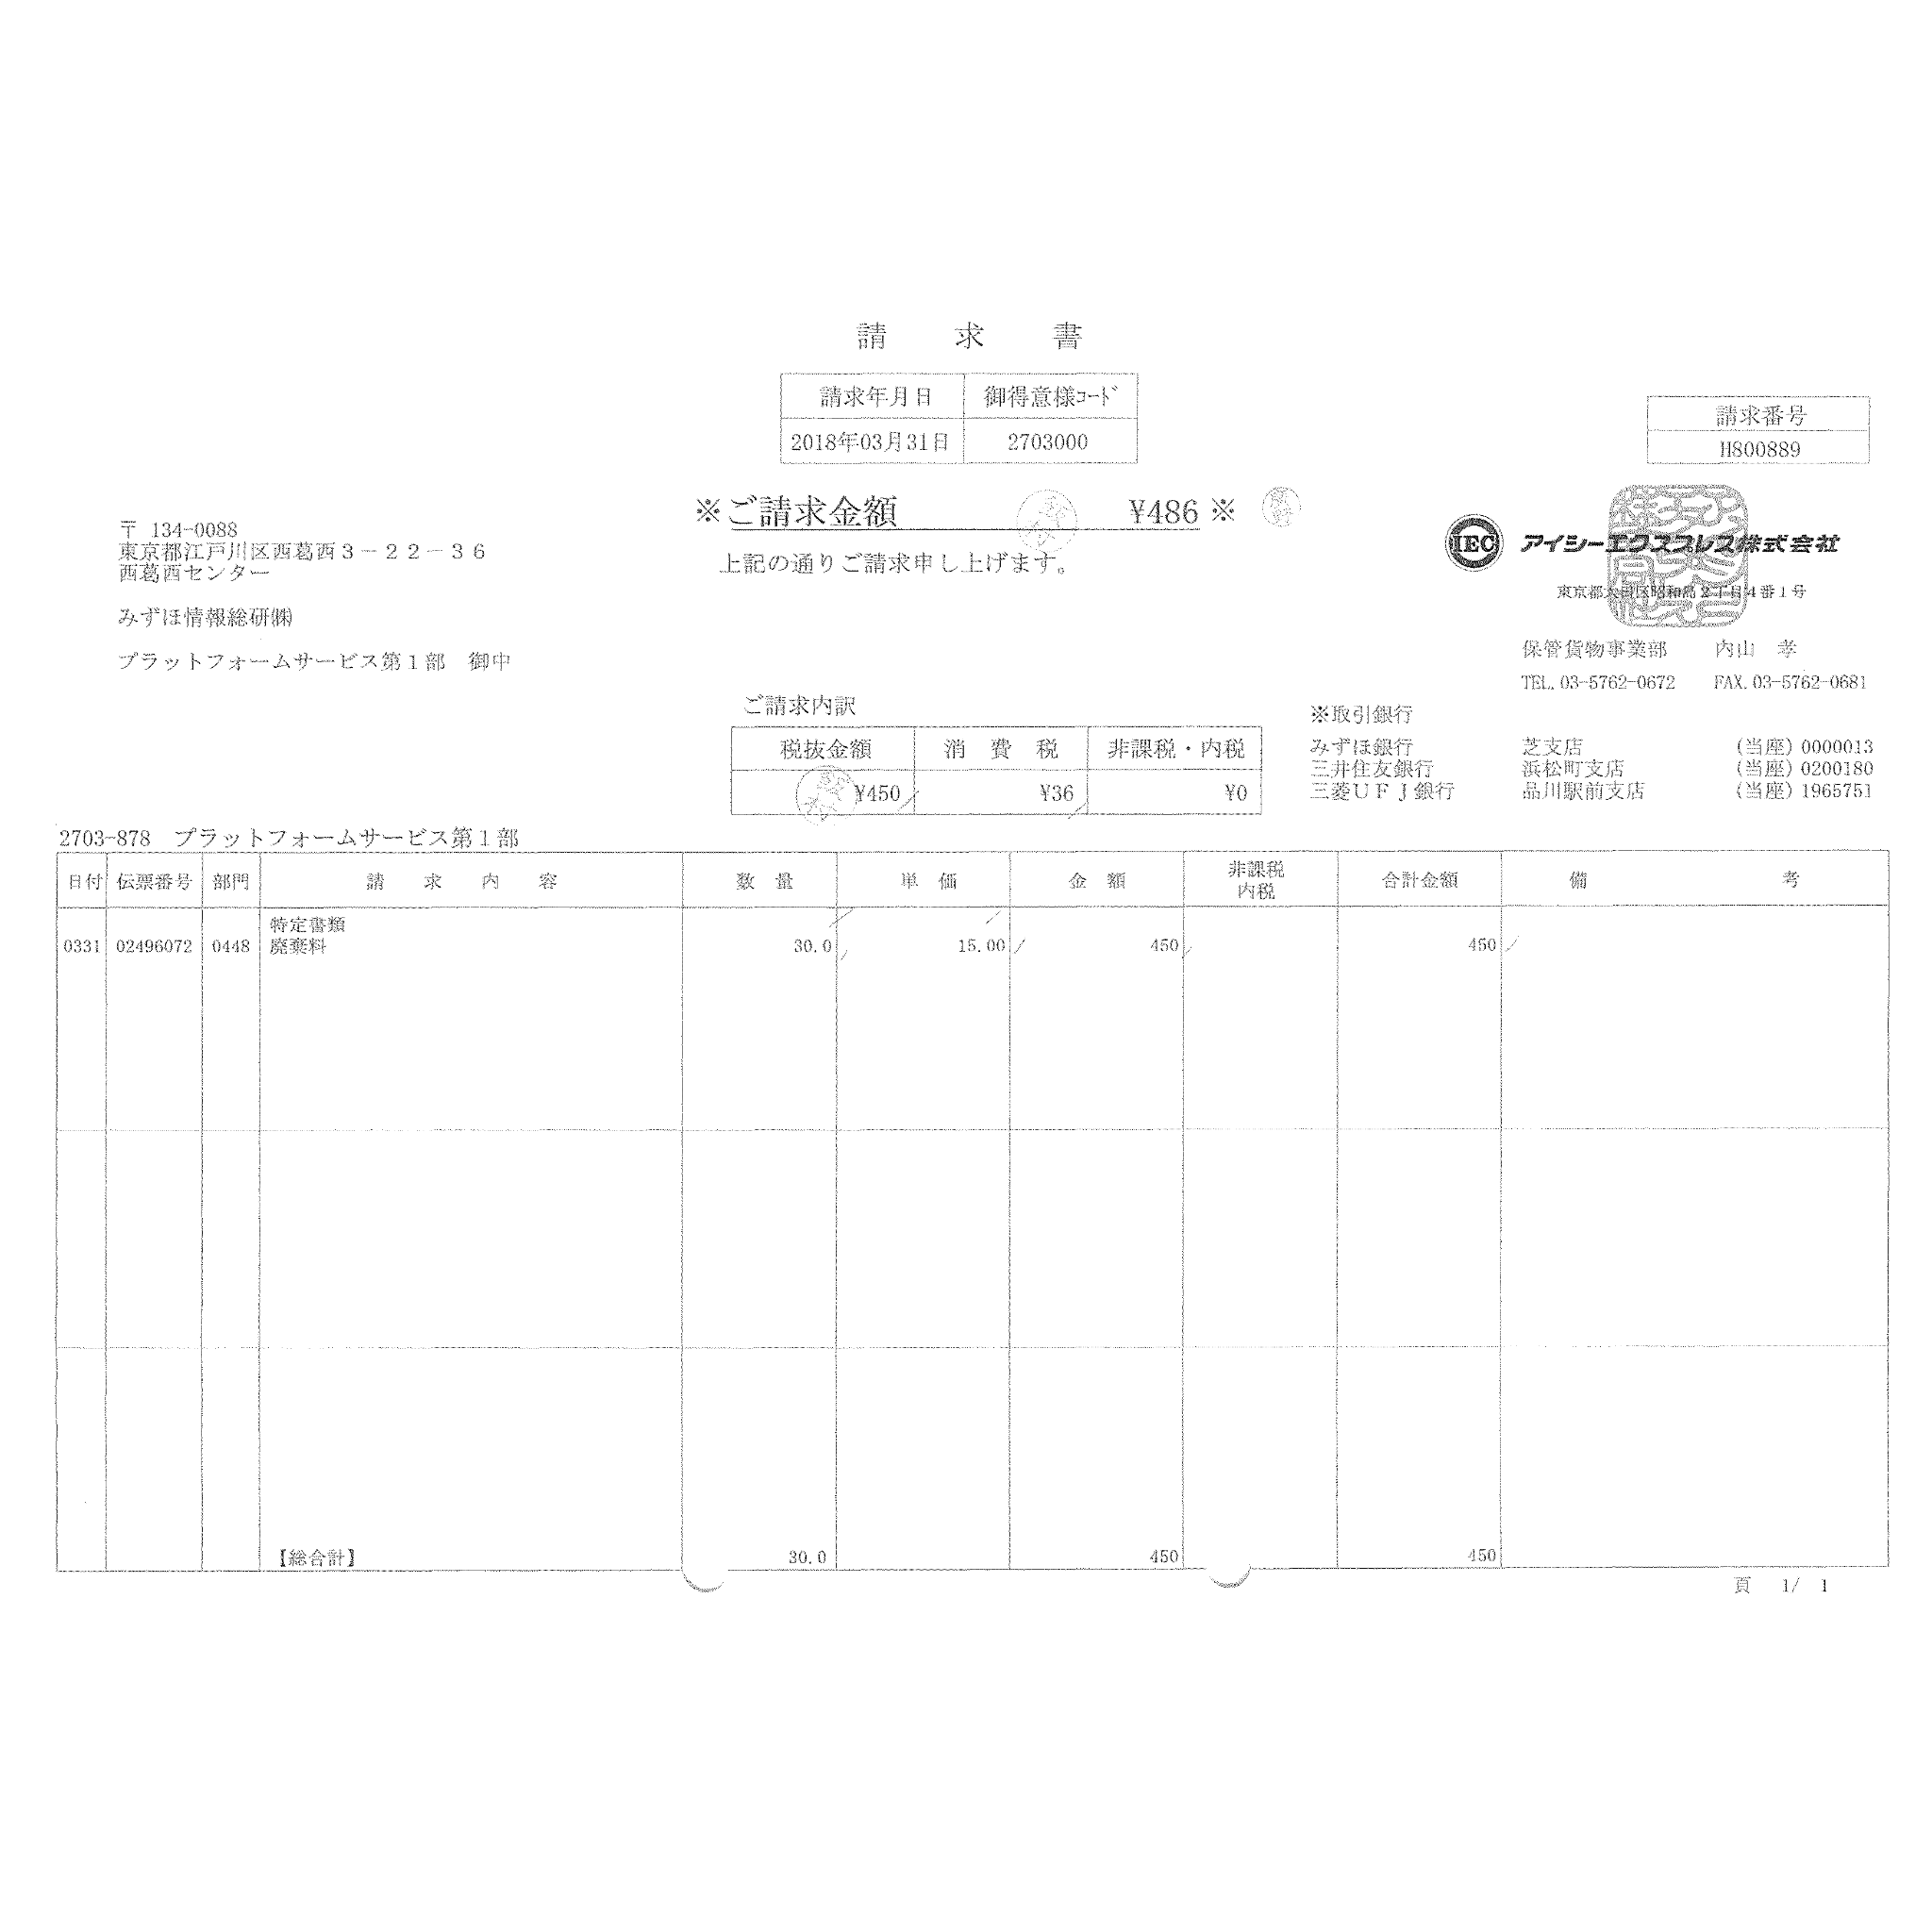 請求書
請求年月日 御得意様ｺｰﾄﾞ
2018年03月31日 2703000
請求番号
H800889
※ご請求金額 ¥486 ※
上記の通りご請求申し上げます。
〒 134-0088
東京都江戸川区西葛西３－２２－３６
西葛西センター
みずほ情報総研㈱
プラットフォームサービス第１部 御中
IEC アイシーエクスプレス株式会社
東京都大田区昭和島２丁目４番１号
保管貨物事業部 内山 孝
TEL.03-5762-0672 FAX.03-5762-0681
※取引銀行
みずほ銀行 芝支店 (当座) 0000013
三井住友銀行 浜松町支店 (当座) 0200180
三菱ＵＦＪ銀行 品川駅前支店 (当座) 1965751
ご請求内訳
税抜金額 消費税 非課税・内税
¥450 ¥36 ¥0
2703-878 プラットフォームサービス第１部
日付 伝票番号 部門 請求内容 数量 単価 金額 非課税内税 合計金額 備考
特定書類
0331 02496072 0448 廃棄料 30.0 15.00 450 450
【総合計】 30.0 450 450
頁 1/ 1